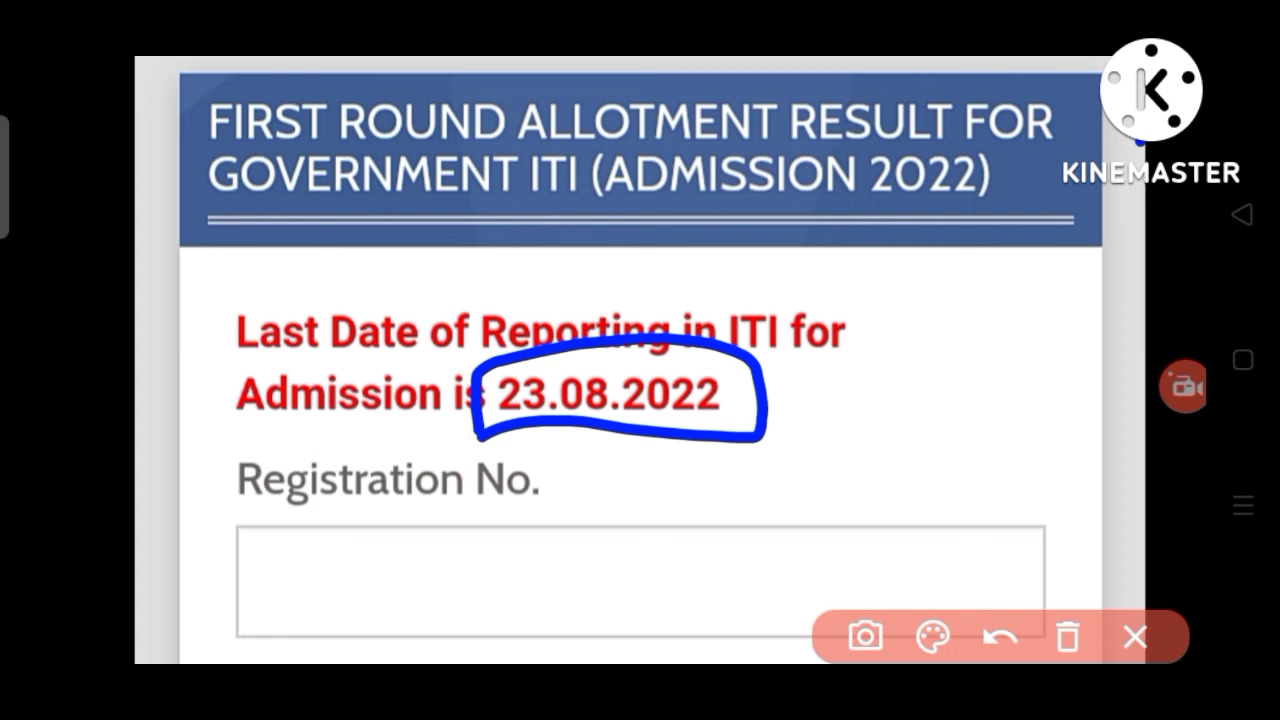 FIRST ROUND ALLOTMENT RESULT FOR
GOVERNMENT ITI (ADMISSION 2022)
KINEMASTER
Last Date of Reporting in ITI for
Admission is 23.08.2022
Registration No.